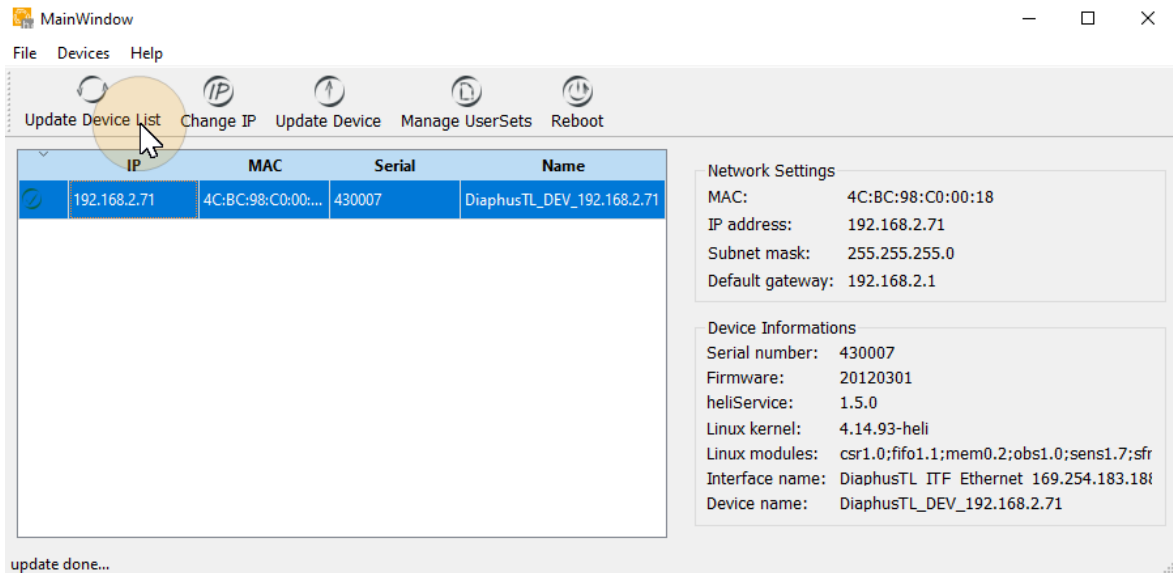 MainWindow
File Devices Help
Update Device List Change IP Update Device Manage UserSets Reboot
IP MAC Serial Name
192.168.2.71 4C:BC:98:C0:00:... 430007 DiaphusTL_DEV_192.168.2.71
Network Settings
MAC: 4C:BC:98:C0:00:18
IP address: 192.168.2.71
Subnet mask: 255.255.255.0
Default gateway: 192.168.2.1
Device Informations
Serial number: 430007
Firmware: 20120301
heliService: 1.5.0
Linux kernel: 4.14.93-heli
Linux modules: csr1.0;fifo1.1;mem0.2;obs1.0;sens1.7;sfr
Interface name: DiaphusTL ITF Ethernet 169.254.183.188
Device name: DiaphusTL_DEV_192.168.2.71
update done...